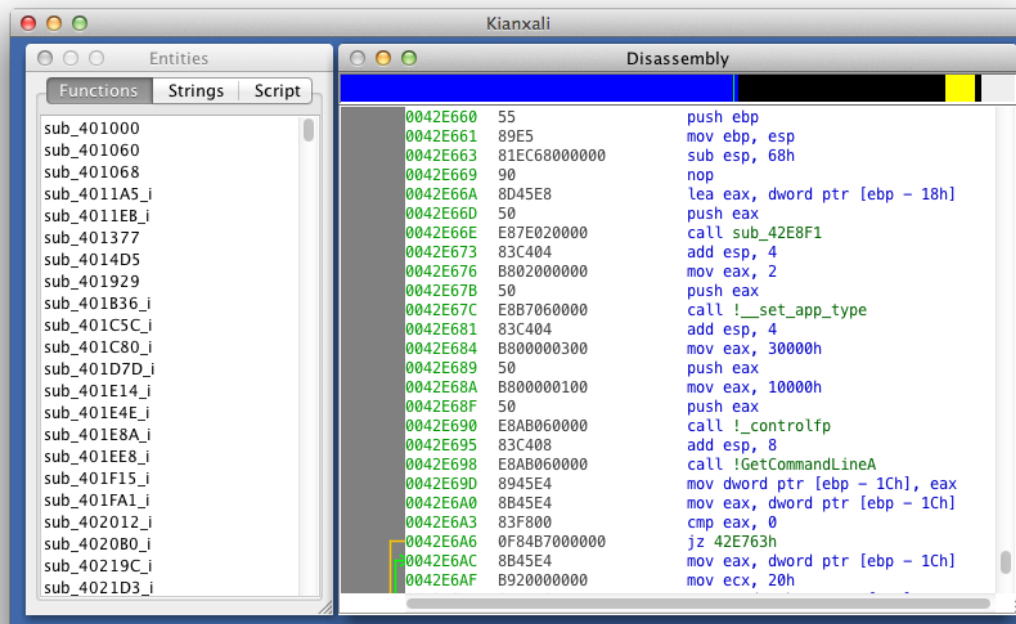 Kianxali
Entities
Functions Strings Script
sub_401000
sub_401060
sub_401068
sub_4011A5_i
sub_4011EB_i
sub_401377
sub_4014D5
sub_401929
sub_401B36_i
sub_401C5C_i
sub_401C80_i
sub_401D7D_i
sub_401E14_i
sub_401E4E_i
sub_401E8A_i
sub_401EE8_i
sub_401F15_i
sub_401FA1_i
sub_402012_i
sub_4020B0_i
sub_40219C_i
sub_4021D3_i
Disassembly
0042E660 55 push ebp
0042E661 89E5 mov ebp, esp
0042E663 81EC68000000 sub esp, 68h
0042E669 90 nop
0042E66A 8D45E8 lea eax, dword ptr [ebp - 18h]
0042E66D 50 push eax
0042E66E E87E020000 call sub_42E8F1
0042E673 83C404 add esp, 4
0042E676 B802000000 mov eax, 2
0042E67B 50 push eax
0042E67C E8B7060000 call !__set_app_type
0042E681 83C404 add esp, 4
0042E684 B800000300 mov eax, 30000h
0042E689 50 push eax
0042E68A B800000100 mov eax, 10000h
0042E68F 50 push eax
0042E690 E8AB060000 call !_controlfp
0042E695 83C408 add esp, 8
0042E698 E8AB060000 call !GetCommandLineA
0042E69D 8945E4 mov dword ptr [ebp - 1Ch], eax
0042E6A0 8B45E4 mov eax, dword ptr [ebp - 1Ch]
0042E6A3 83F800 cmp eax, 0
0042E6A6 0F84B7000000 jz 42E763h
0042E6AC 8B45E4 mov eax, dword ptr [ebp - 1Ch]
0042E6AF B920000000 mov ecx, 20h